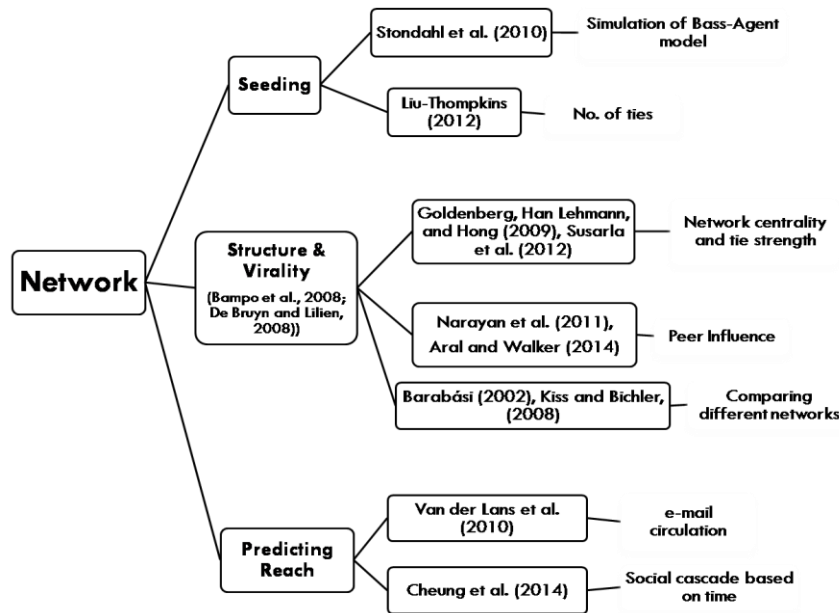 Network
Seeding
Stondahl et al. (2010)
Simulation of Bass-Agent
model
Liu-Thompkins
(2012)
No. of ties
Structure &
Virality
(Bampo et al., 2008;
De Bruyn and Lilien,
2008))
Goldenberg, Han Lehmann,
and Hong (2009), Susarla
et al. (2012)
Network centrality
and tie strength
Narayan et al. (2011),
Aral and Walker (2014)
Peer Influence
Barabási (2002), Kiss and Bichler,
(2008)
Comparing
different networks
Predicting
Reach
Van der Lans et al.
(2010)
e-mail
circulation
Cheung et al. (2014)
Social cascade based
on time